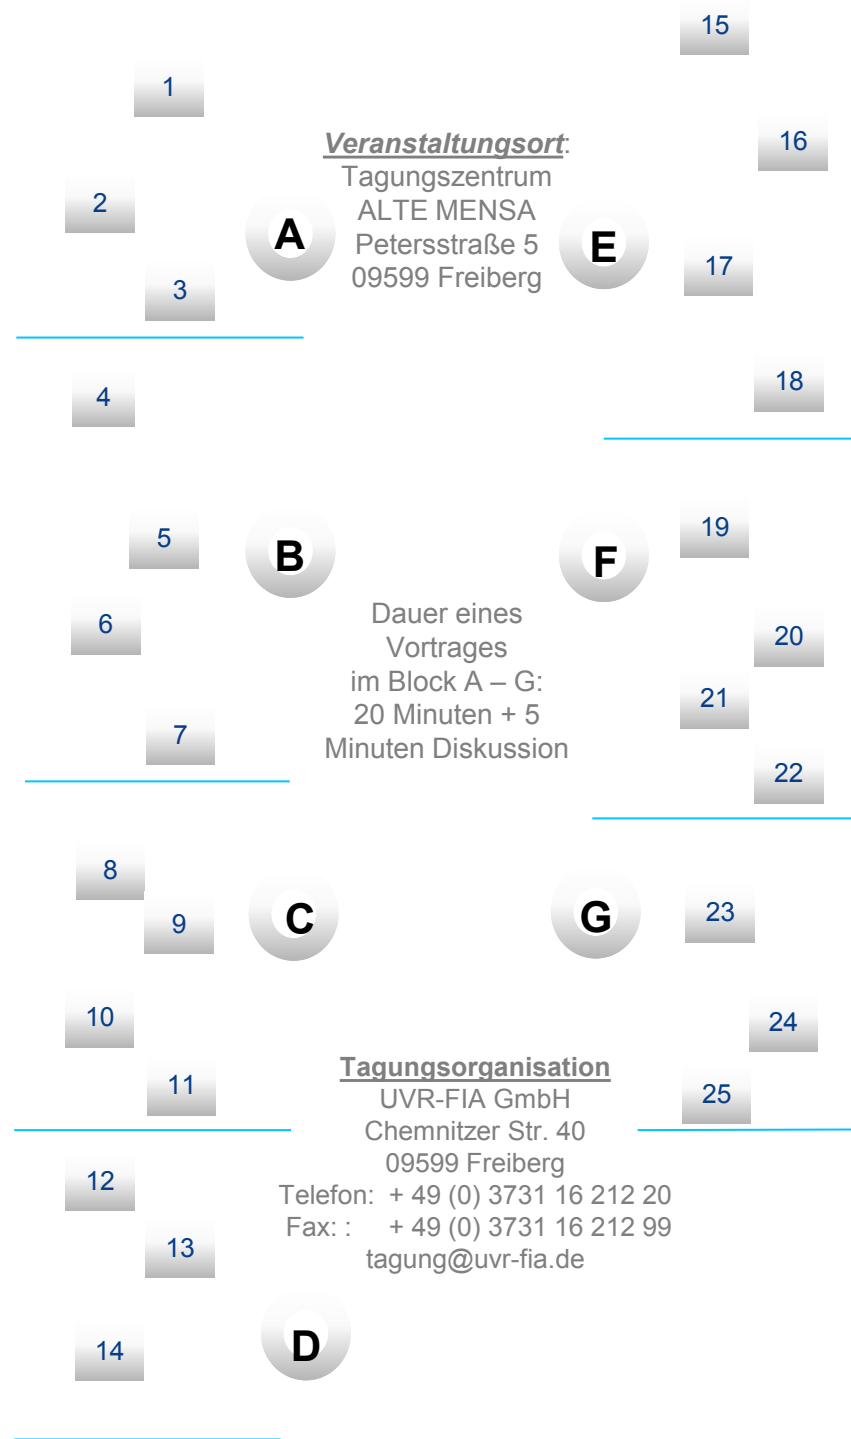 1
2
A
3
4
5
B
6
7
8
9
C
10
11
12
13
14
D
Veranstaltungsort:
Tagungszentrum
ALTE MENSA
Petersstraße 5
09599 Freiberg
Dauer eines
Vortrages
im Block A – G:
20 Minuten + 5
Minuten Diskussion
Tagungsorganisation
UVR-FIA GmbH
Chemnitzer Str. 40
09599 Freiberg
Telefon: + 49 (0) 3731 16 212 20
Fax: : + 49 (0) 3731 16 212 99
tagung@uvr-fia.de
15
16
E
17
18
19
F
20
21
22
G
23
24
25